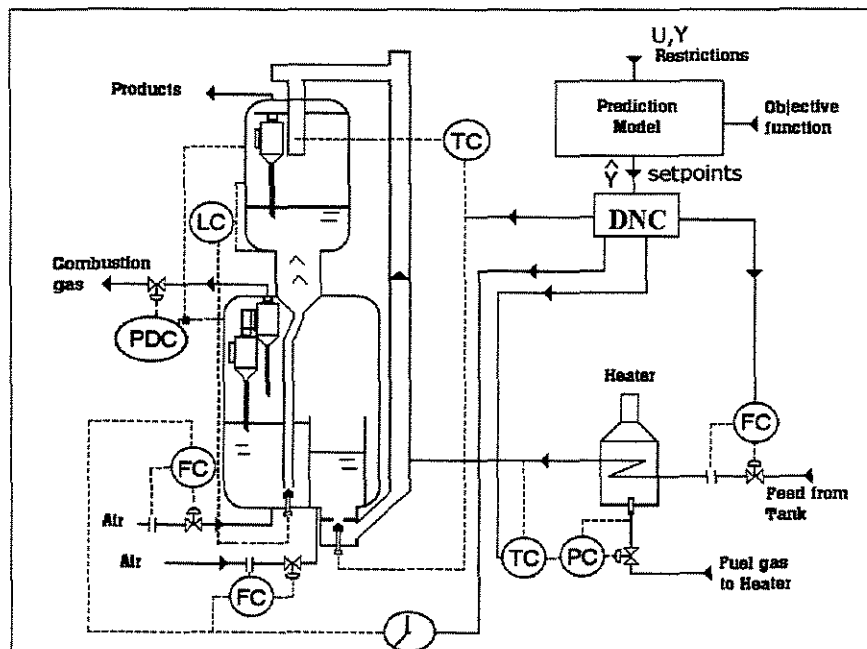 U,Y
Restrictions
Products
Prediction
Model
Objective
function
TC
Ŷ setpoints
DNC
LC
Combustion
gas
PDC
Heater
FC
FC
Feed from
Tank
Air
Air
TC
PC
FC
Fuel gas
to Heater